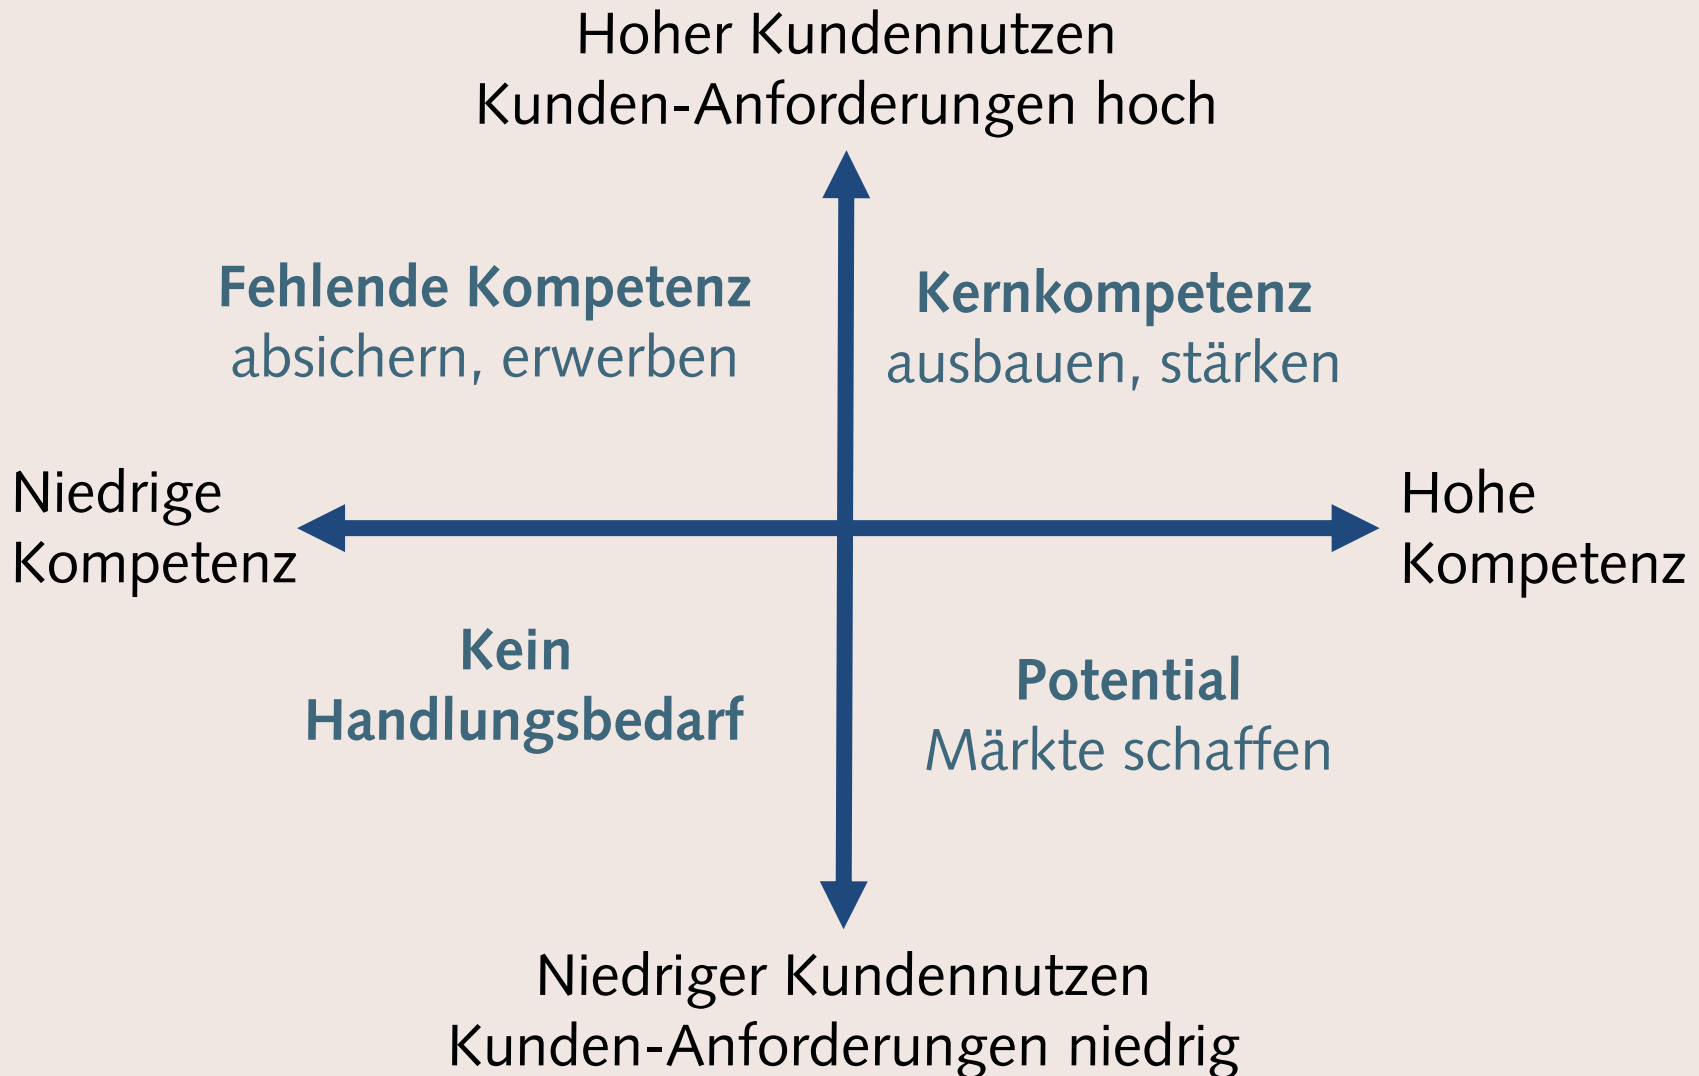 Hoher Kundennutzen
Kunden-Anforderungen hoch
Fehlende Kompetenz
absichern, erwerben
Kernkompetenz
ausbauen, stärken
Niedrige
Kompetenz
Hohe
Kompetenz
Kein
Handlungsbedarf
Potential
Märkte schaffen
Niedriger Kundennutzen
Kunden-Anforderungen niedrig